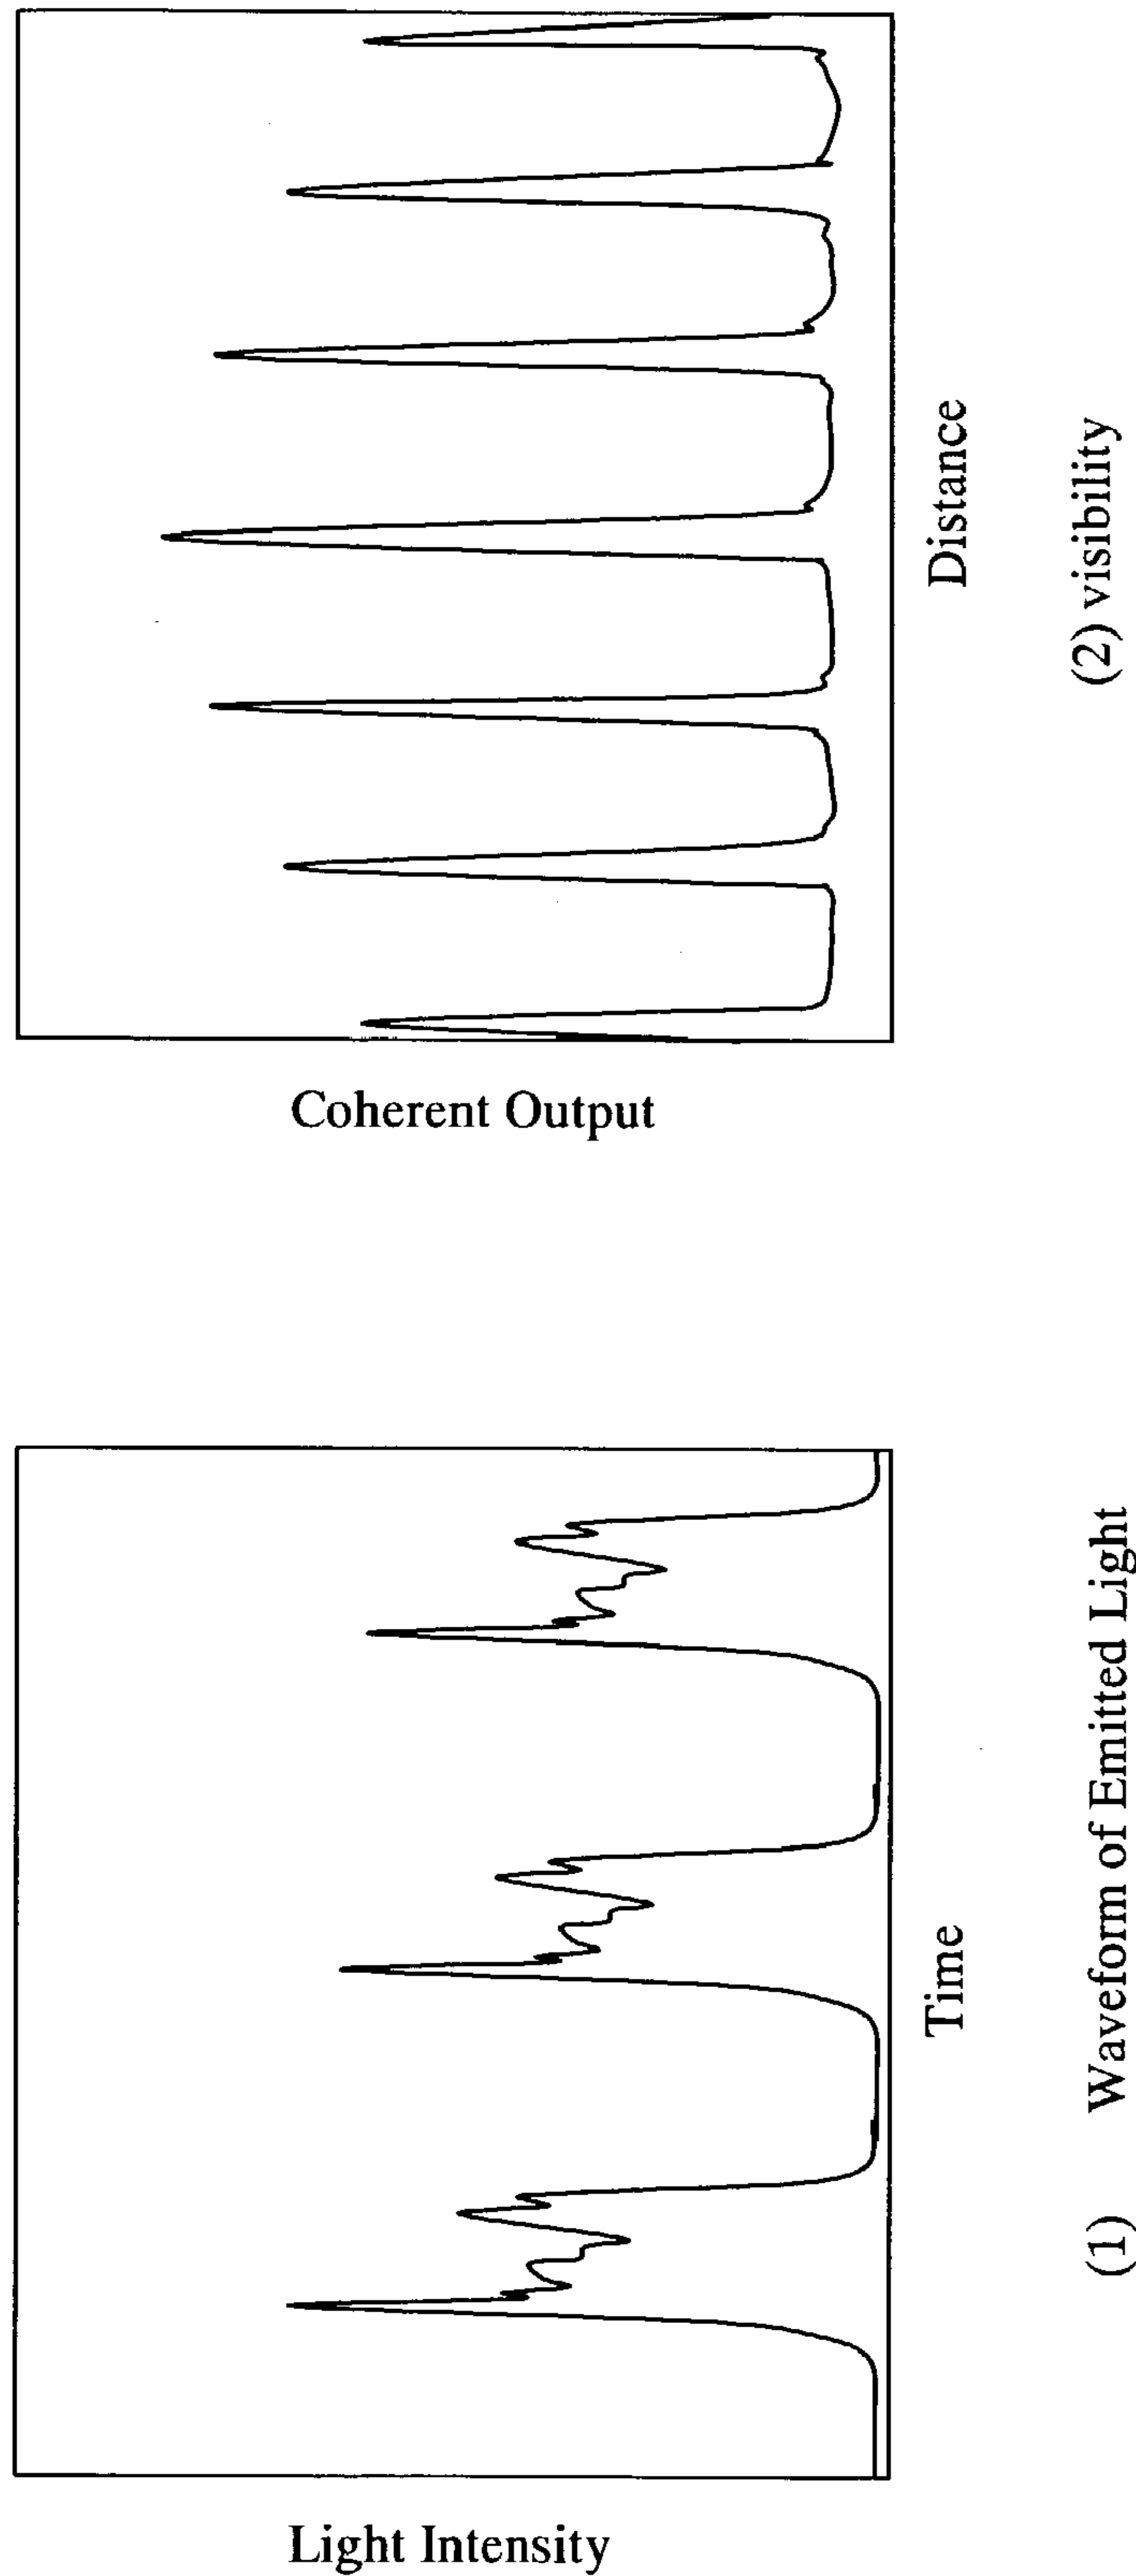 Light Intensity
Time
(1) Waveform of Emitted Light
Coherent Output
Distance
(2) visibility